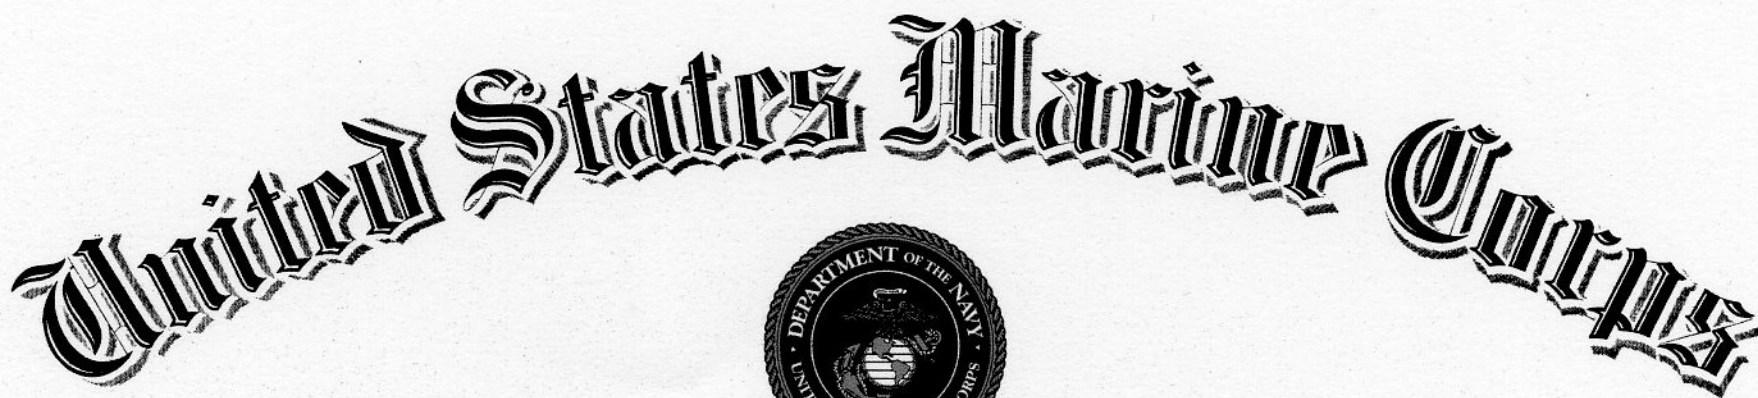 United States Marine Corps
DEPARTMENT OF THE NAVY